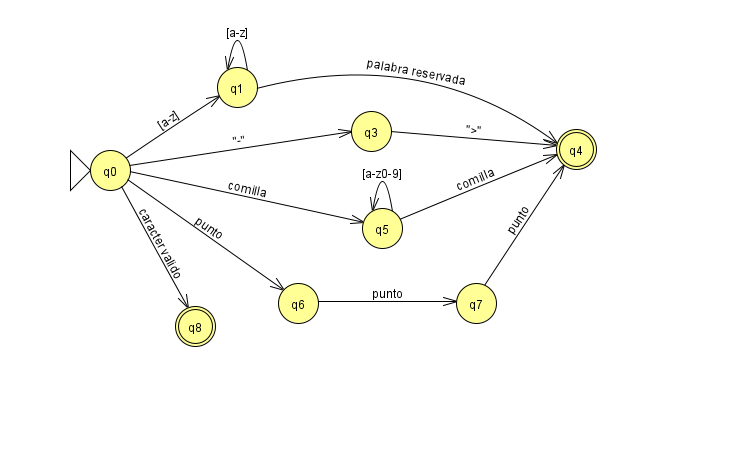 [a-z]
q1
palabra reservada
[a-z]
q3
">"
"-"
q4
q0
[a-z0-9]
comilla
comilla
q5
punto
punto
caracter valido
punto
q6
q7
q8